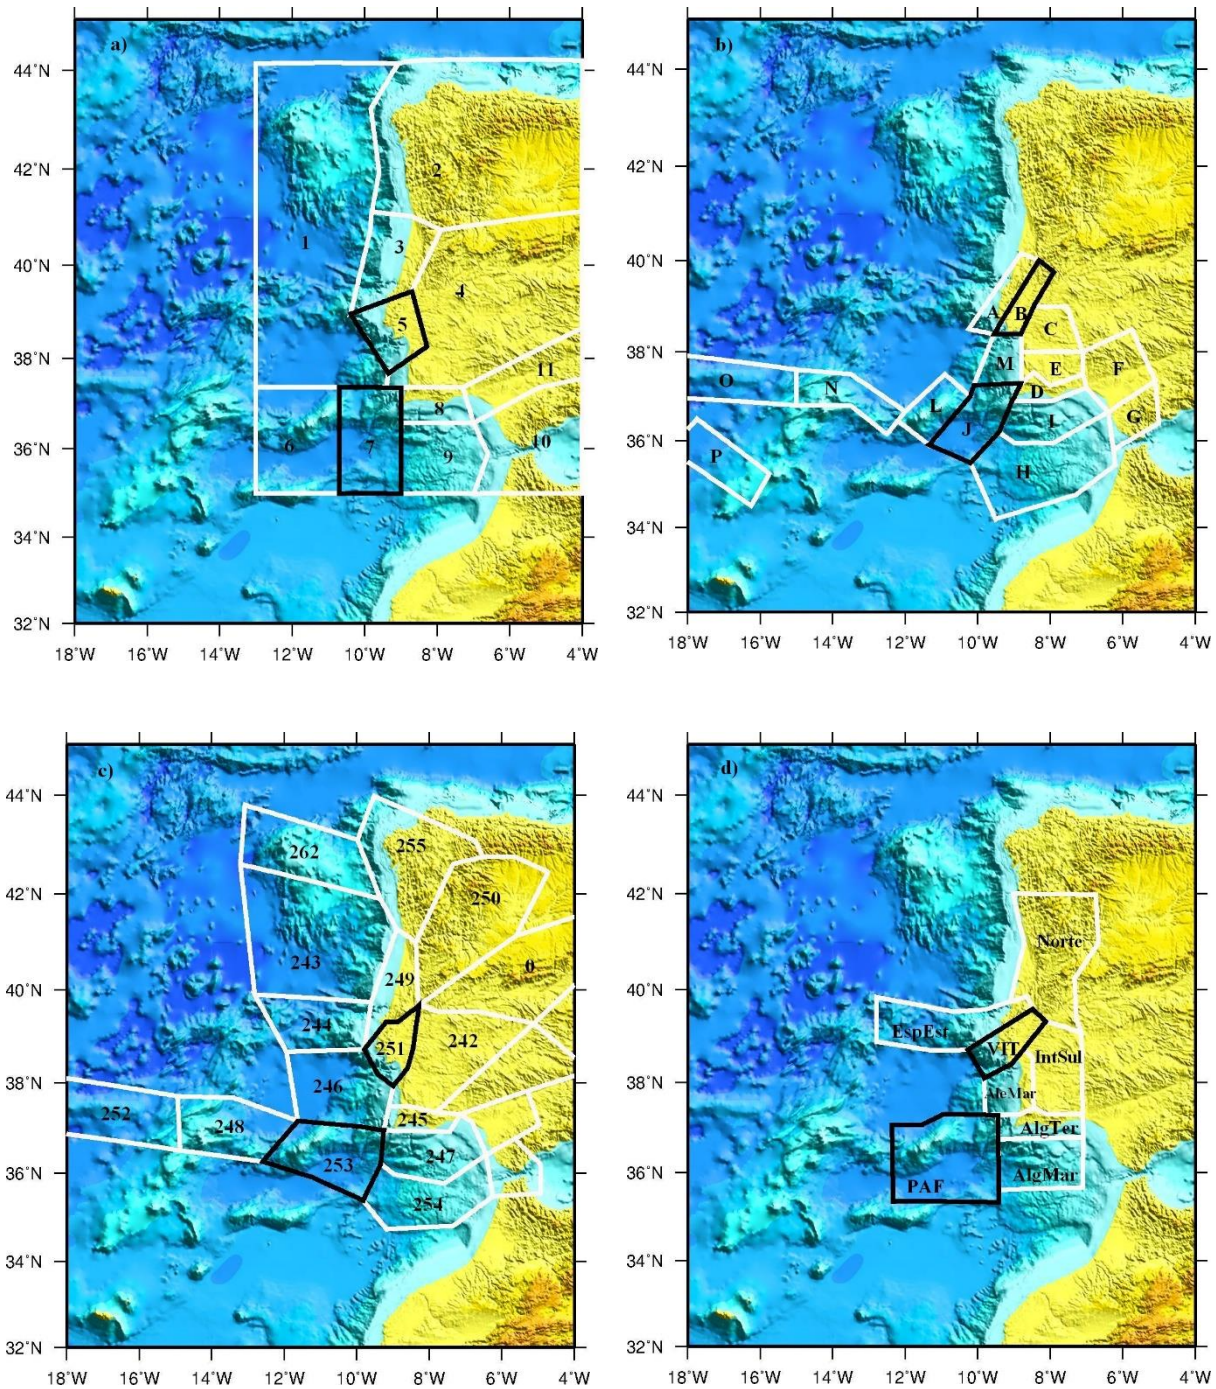 a)
44˚N
42˚N
40˚N
38˚N
36˚N
34˚N
32˚N
2
1
3
4
5
11
8
6
7
9
10
18˚W 16˚W 14˚W 12˚W 10˚W 8˚W 6˚W 4˚W
b)
44˚N
42˚N
40˚N
38˚N
36˚N
34˚N
32˚N
A B C
M E F
O N D
L J I G
P H
18˚W 16˚W 14˚W 12˚W 10˚W 8˚W 6˚W 4˚W
c)
44˚N
42˚N
40˚N
38˚N
36˚N
34˚N
32˚N
262 255
250
243 249 0
244 251 242
246
252 248 245
253 247
254
18˚W 16˚W 14˚W 12˚W 10˚W 8˚W 6˚W 4˚W
d)
44˚N
42˚N
40˚N
38˚N
36˚N
34˚N
32˚N
Norte
EspEst
VIT IntSul
AleMar
AlgTer
PAF AlgMar
18˚W 16˚W 14˚W 12˚W 10˚W 8˚W 6˚W 4˚W